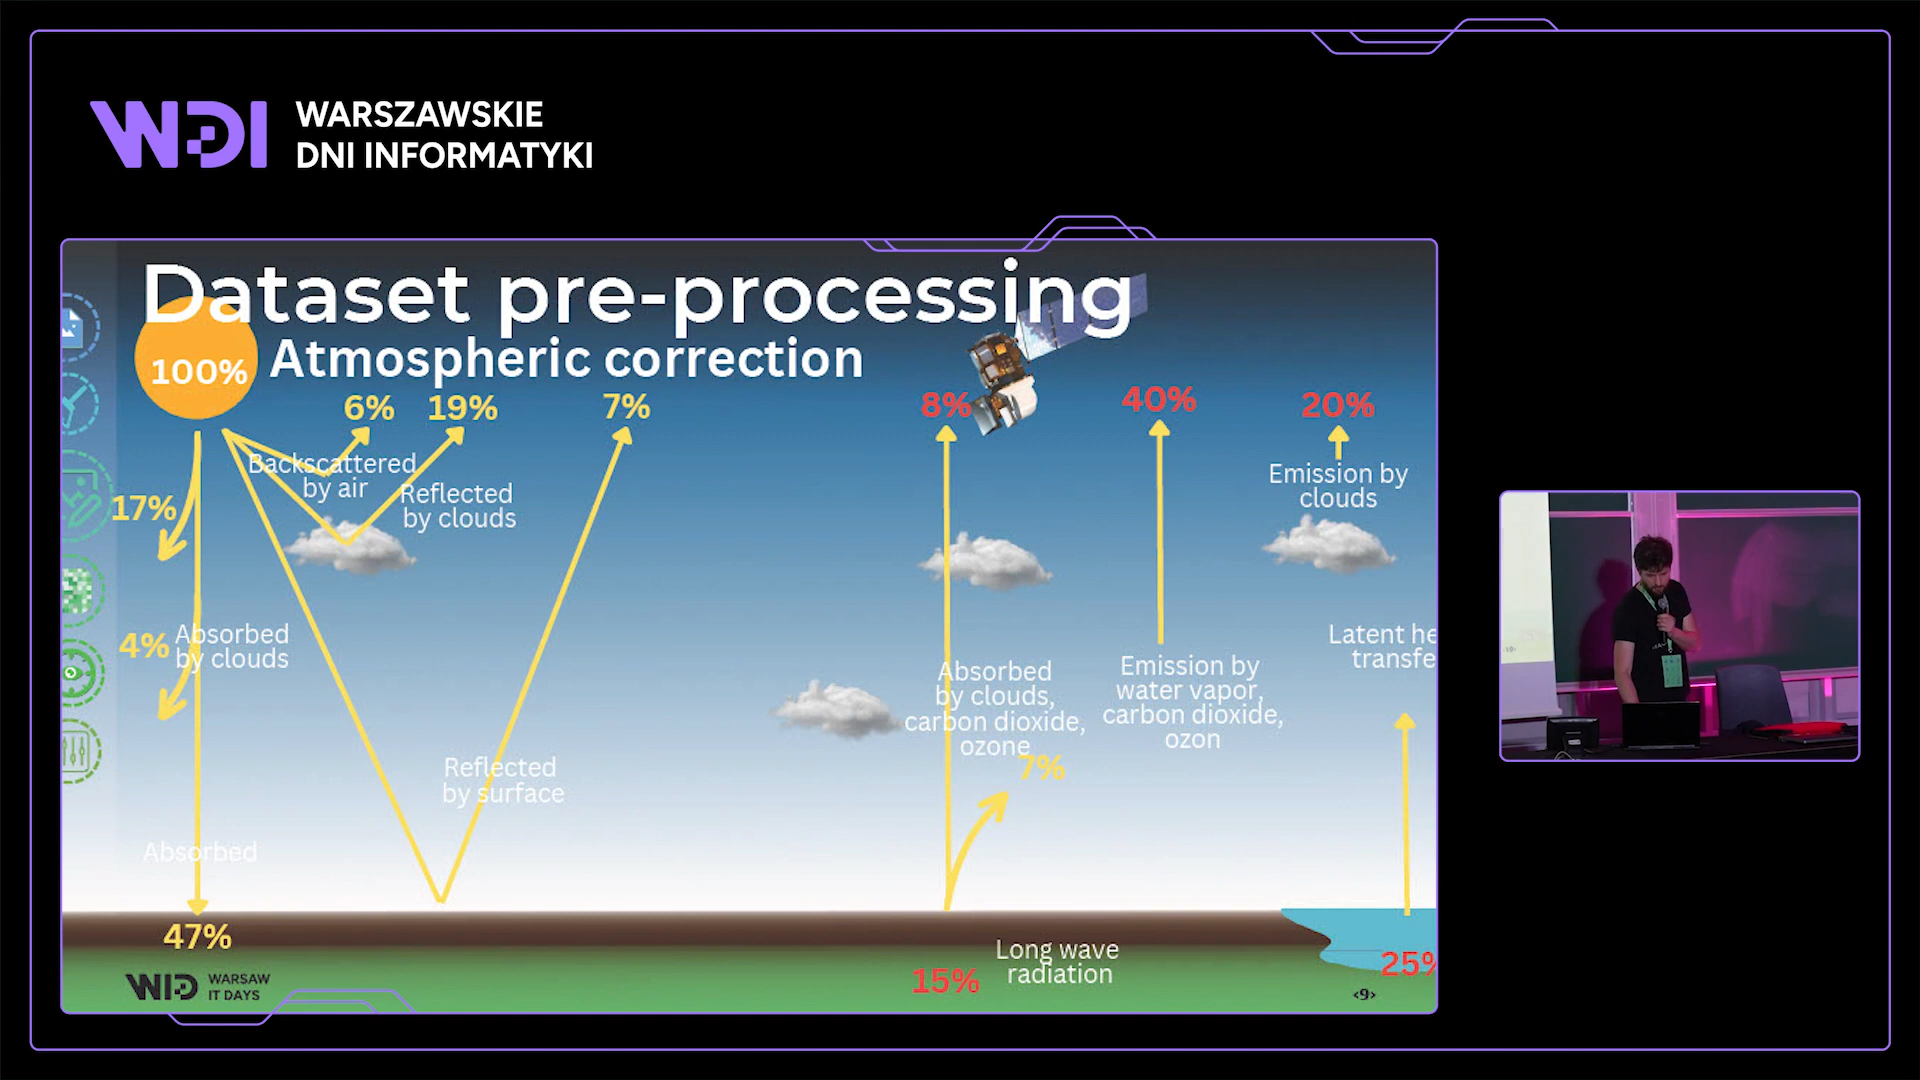 WDI WARSZAWSKIE
DNI INFORMATYKI
Dataset pre-processing
100% Atmospheric correction
6% 19% 7% 8% 40% 20%
Backscattered
by air
Reflected
by clouds
Emission by
clouds
17%
4%
Absorbed
by clouds
Latent he
transfe
Absorbed
by clouds,
carbon dioxide,
ozone
7%
Emission by
water vapor,
carbon dioxide,
ozon
Reflected
by surface
Absorbed
47%
Long wave
radiation
15%
25%
WID WARSAW
IT DAYS
‹9›